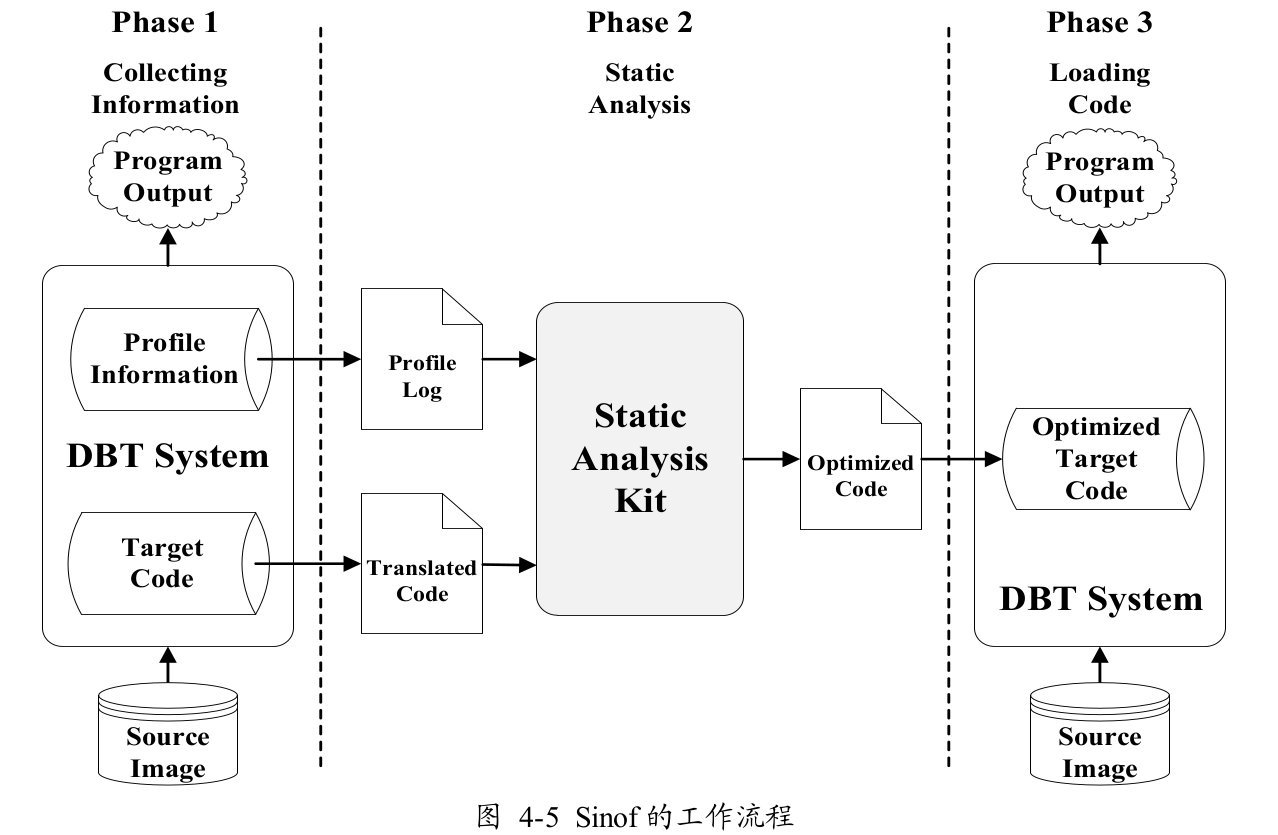 Phase 1
Collecting
Information
Program
Output
Profile
Information
DBT System
Target
Code
Source
Image
Phase 2
Static
Analysis
Profile
Log
Translated
Code
Static
Analysis
Kit
Optimized
Code
Phase 3
Loading
Code
Program
Output
Optimized
Target
Code
DBT System
Source
Image
图 4-5 Sinof 的工作流程